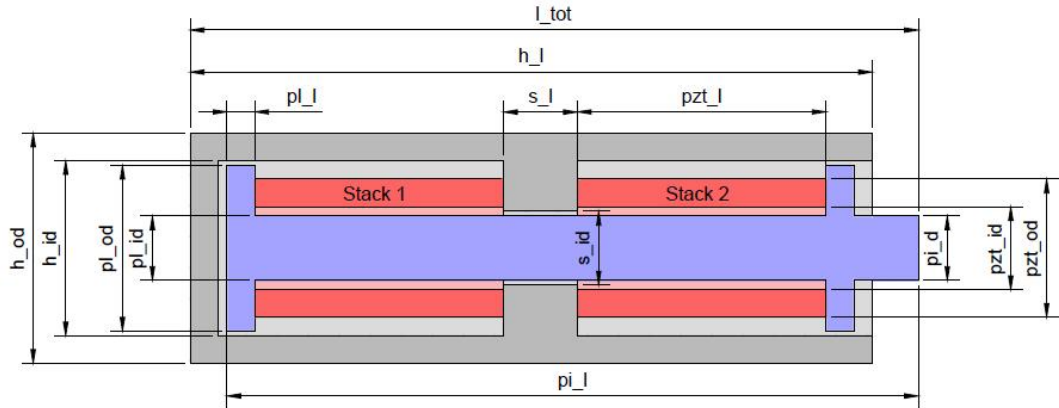 l_tot
h_l
pl_l
s_l
pzt_l
Stack 1
Stack 2
h_od
h_id
pl_od
pl_id
s_id
pi_d
pzt_id
pzt_od
pi_l